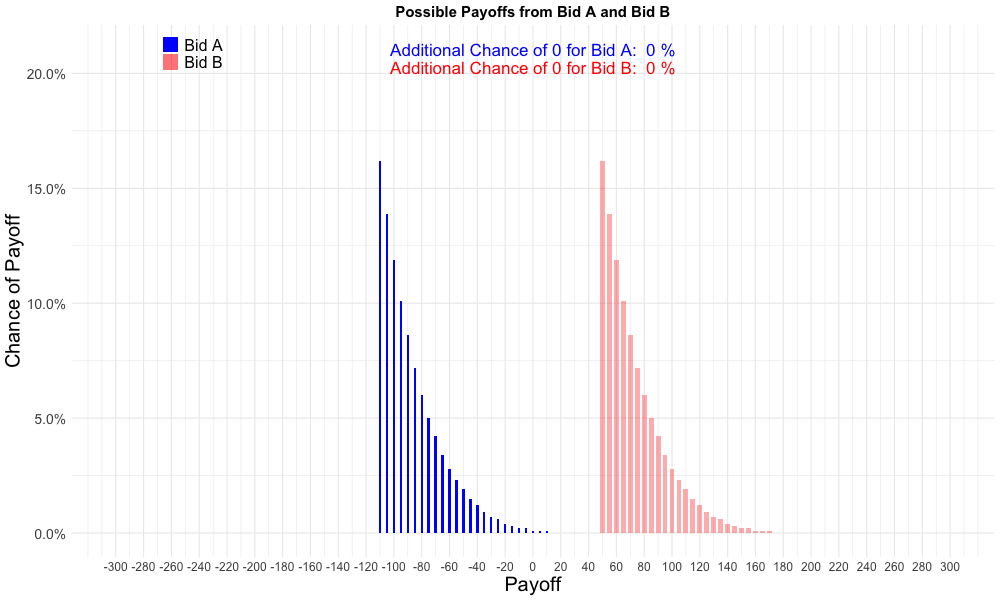 Possible Payoffs from Bid A and Bid B
Bid A
Bid B
Additional Chance of 0 for Bid A:  0 %
Additional Chance of 0 for Bid B:  0 %
Chance of Payoff
20.0%
15.0%
10.0%
5.0%
0.0%
-300 -280 -260 -240 -220 -200 -180 -160 -140 -120 -100 -80 -60 -40 -20 0 20 40 60 80 100 120 140 160 180 200 220 240 260 280 300
Payoff